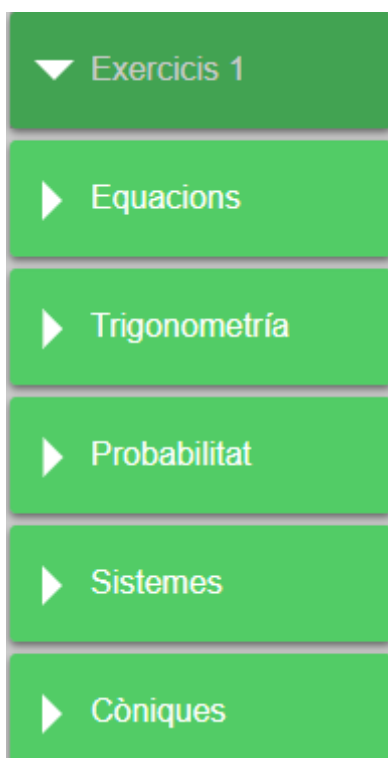 Exercicis 1
Equacions
Trigonometría
Probabilitat
Sistemes
Còniques